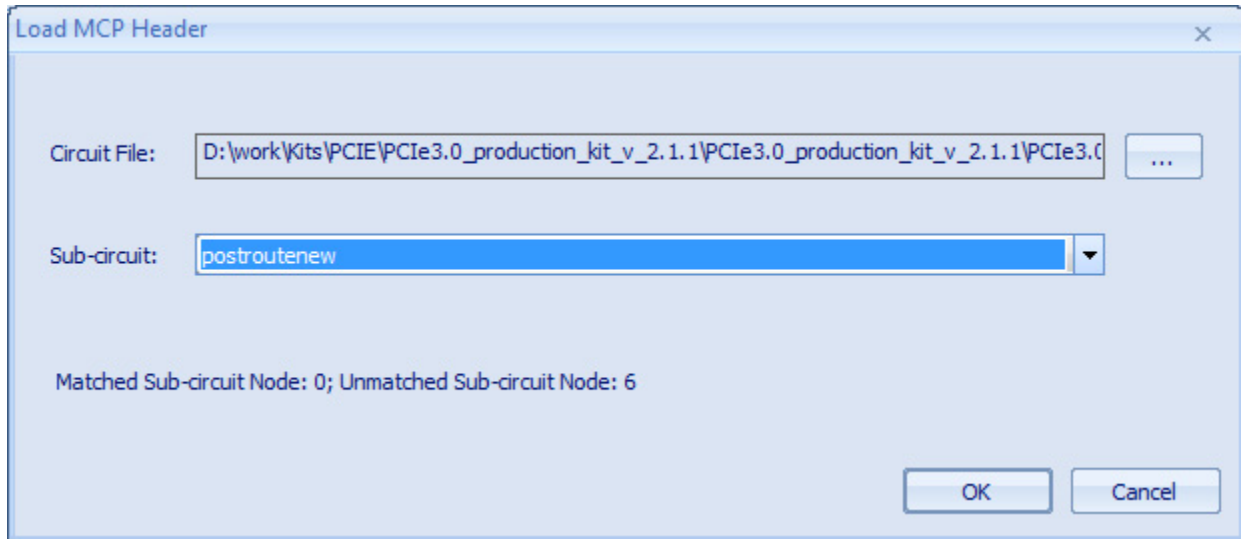 Load MCP Header
Circuit File: D:\work\Kits\PCIE\PCIe3.0_production_kit_v_2.1.1\PCIe3.0_production_kit_v_2.1.1\PCIe3.0 ...
Sub-circuit: postroutenew
Matched Sub-circuit Node: 0; Unmatched Sub-circuit Node: 6
OK Cancel